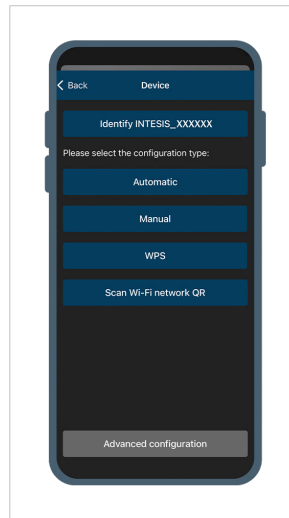 Back
Device
Identify INTESIS_XXXXXX
Please select the configuration type:
Automatic
Manual
WPS
Scan Wi-Fi network QR
Advanced configuration